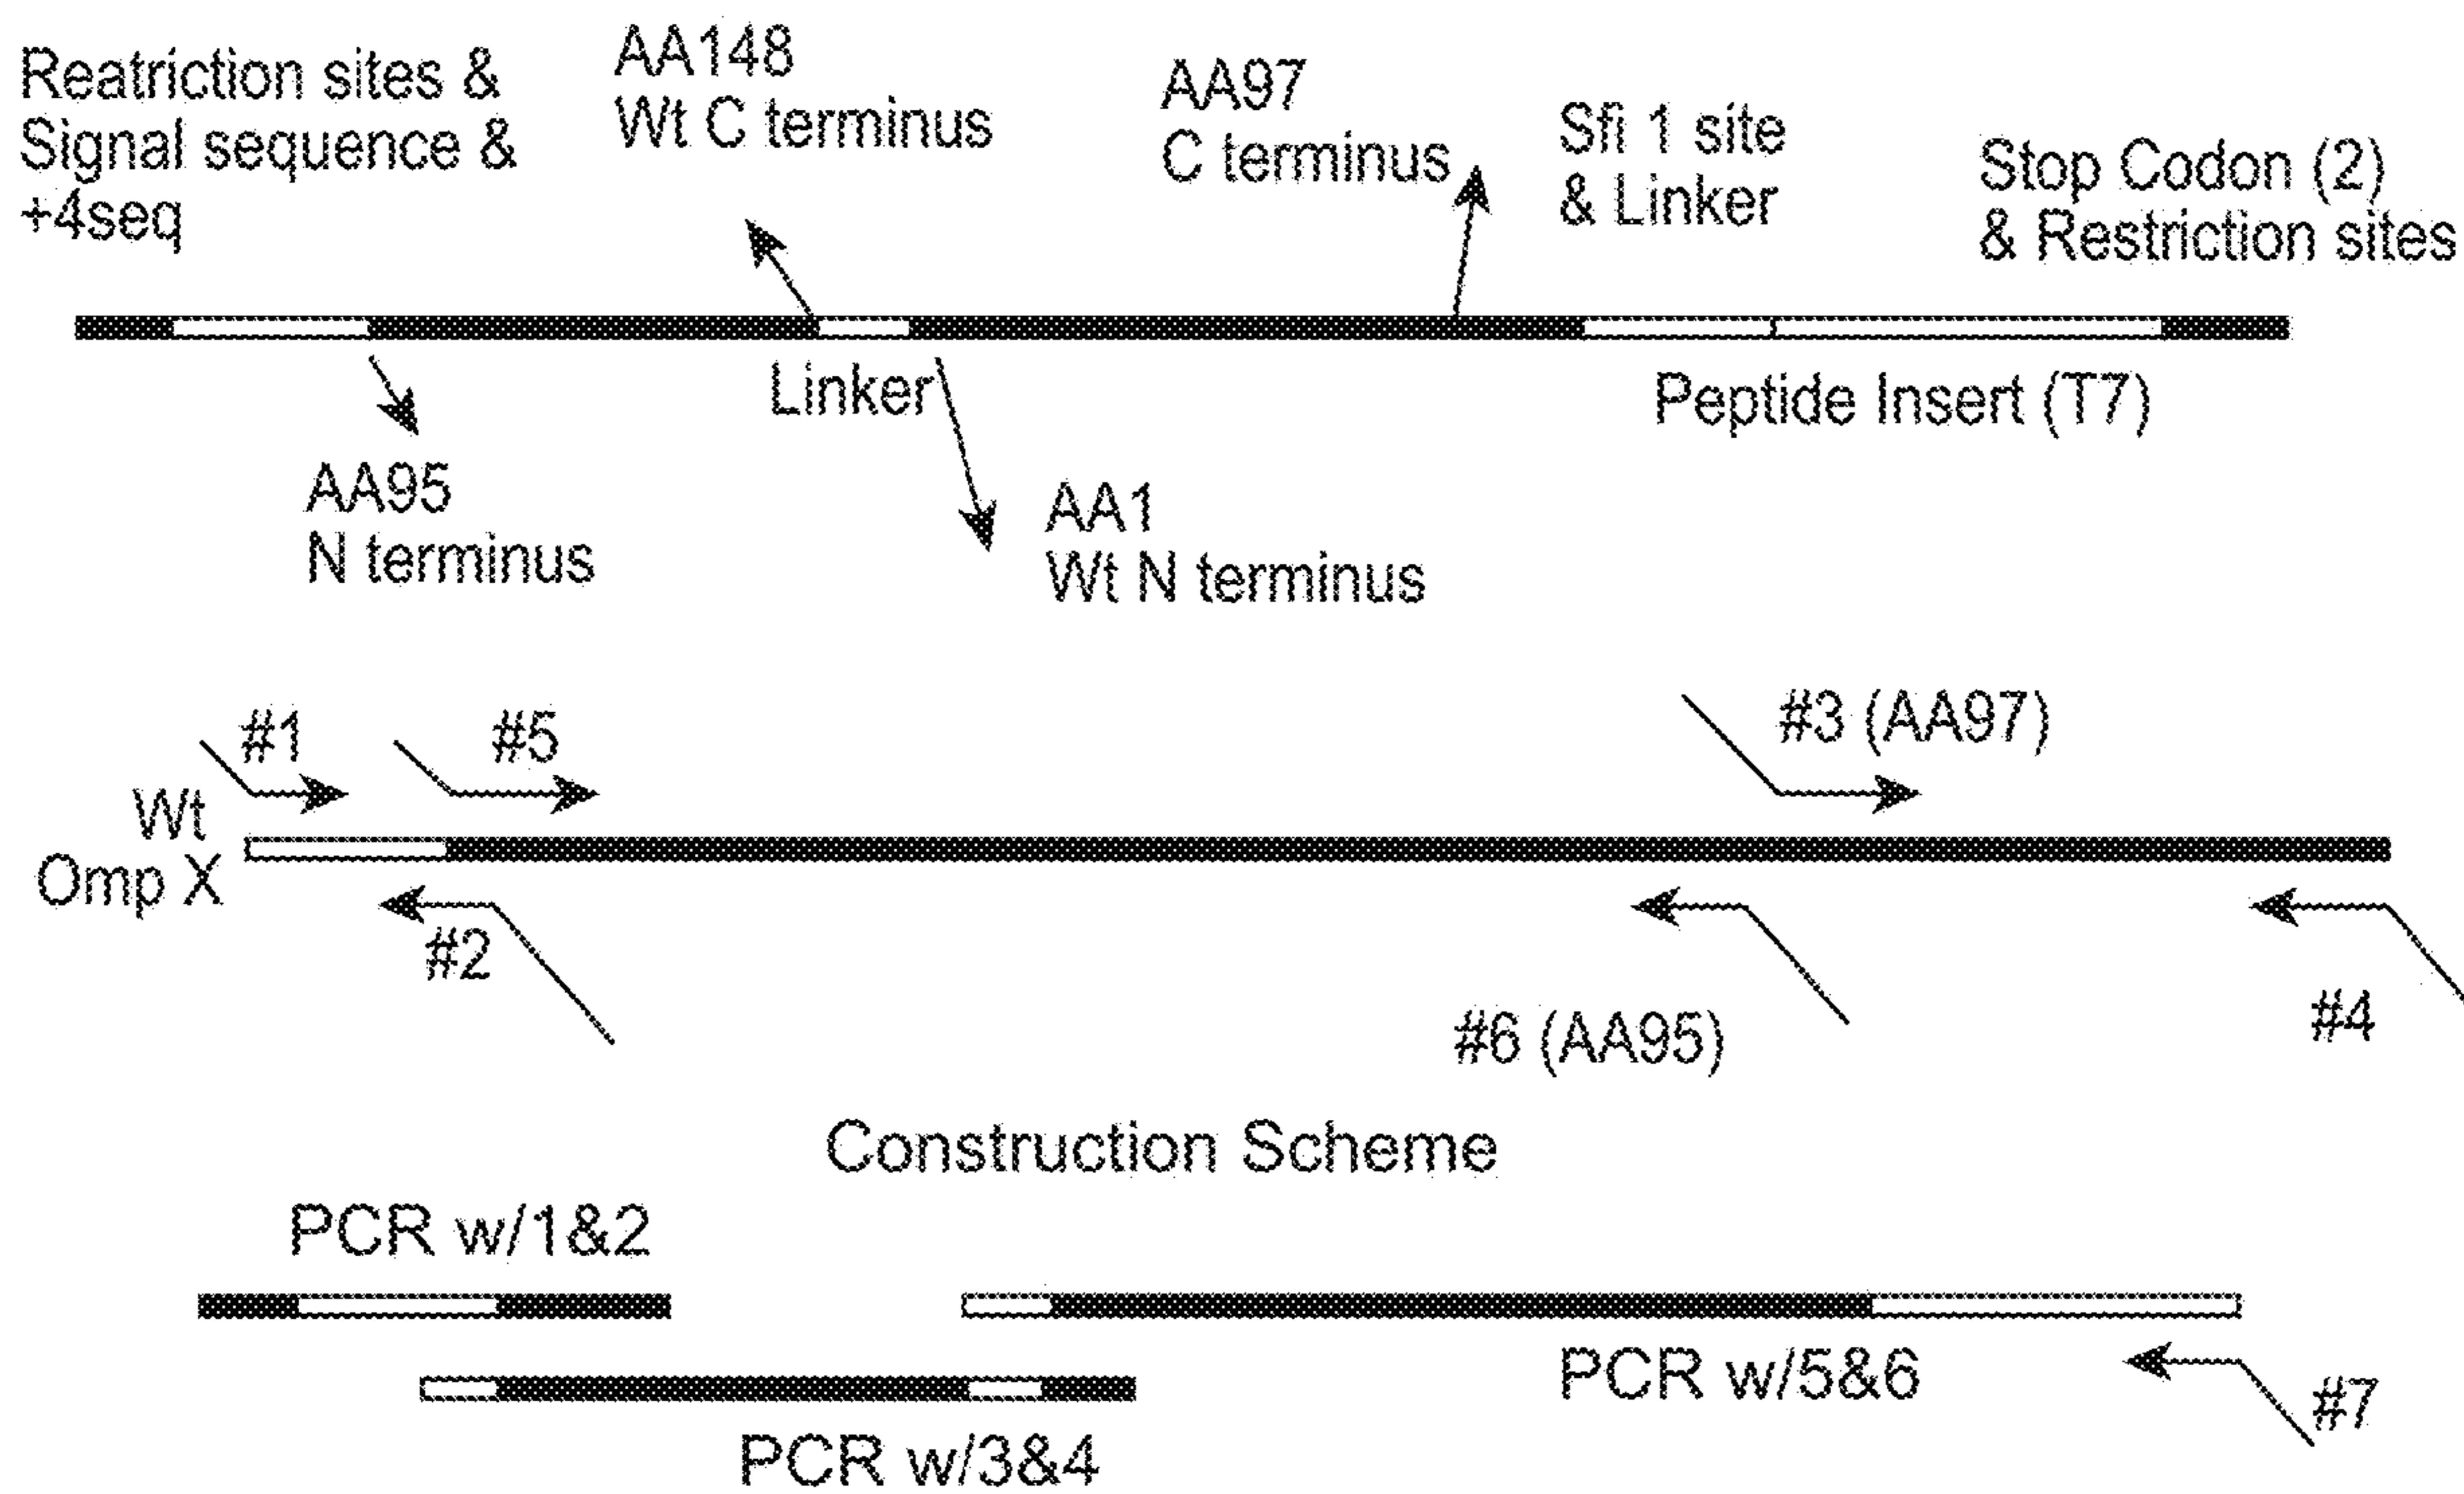 Reatriction sites &
Signal sequence &
+4seq
AA148
Wt C terminus
AA97
C terminus
Sfi 1 site
& Linker
Stop Codon (2)
& Restriction sites
Linker
Peptide Insert (T7)
AA95
N terminus
AA1
Wt N terminus
#1
#5
#3 (AA97)
Wt
Omp X
#2
#6 (AA95)
#4
Construction Scheme
PCR w/1&2
PCR w/5&6
#7
PCR w/3&4